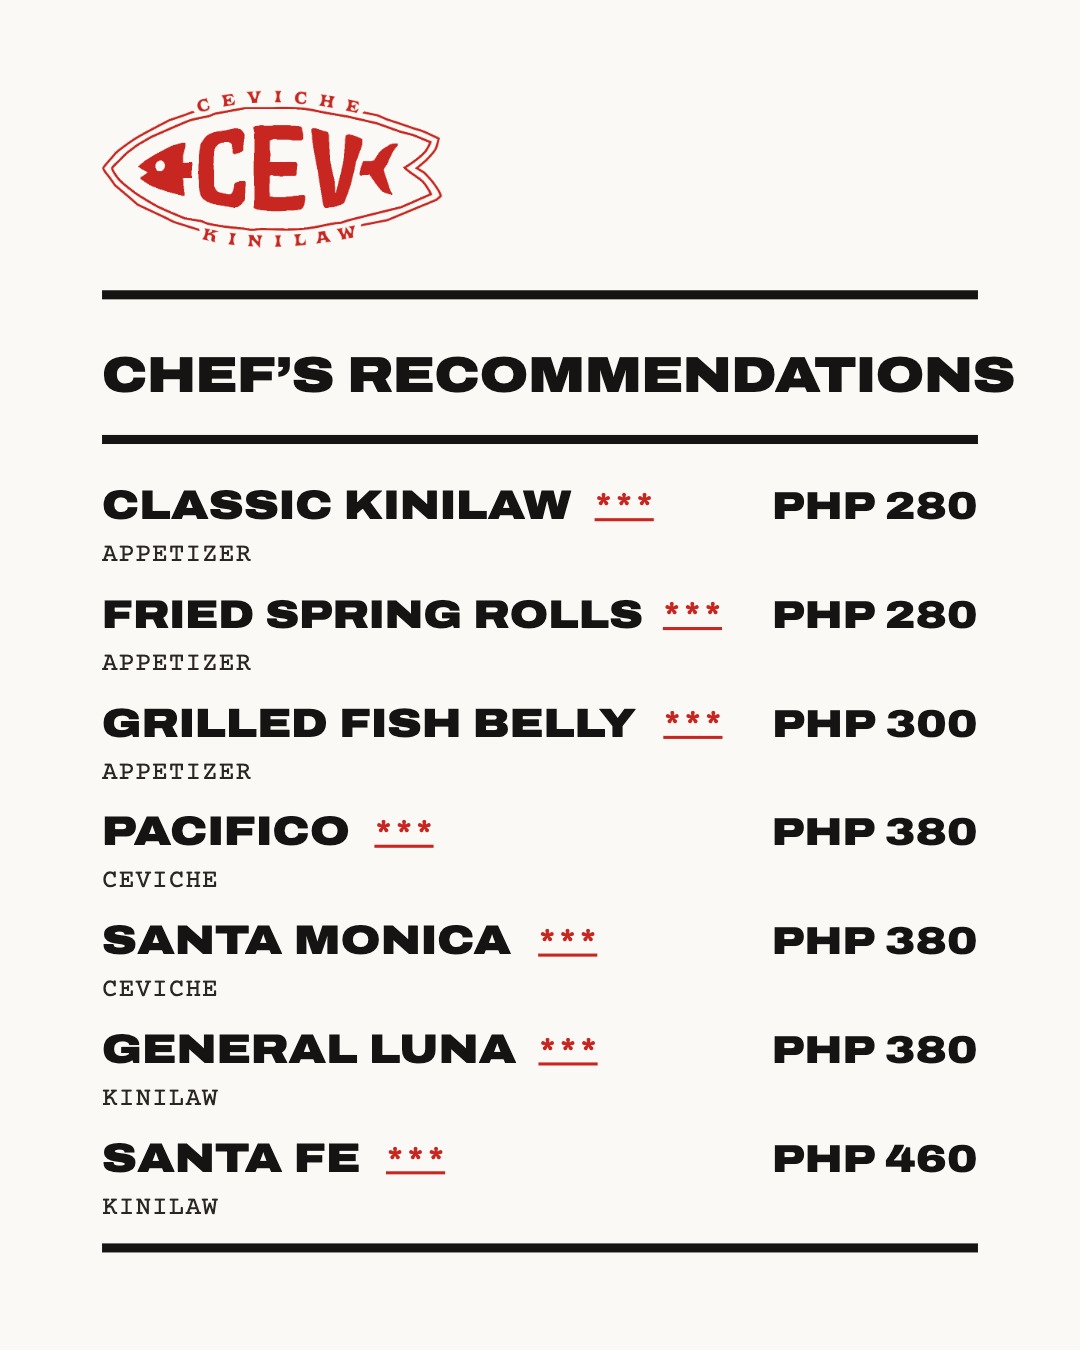 CEVICHE
CEV
KINILAW
CHEF’S RECOMMENDATIONS
CLASSIC KINILAW *** PHP 280
APPETIZER
FRIED SPRING ROLLS *** PHP 280
APPETIZER
GRILLED FISH BELLY *** PHP 300
APPETIZER
PACIFICO *** PHP 380
CEVICHE
SANTA MONICA *** PHP 380
CEVICHE
GENERAL LUNA *** PHP 380
KINILAW
SANTA FE *** PHP 460
KINILAW